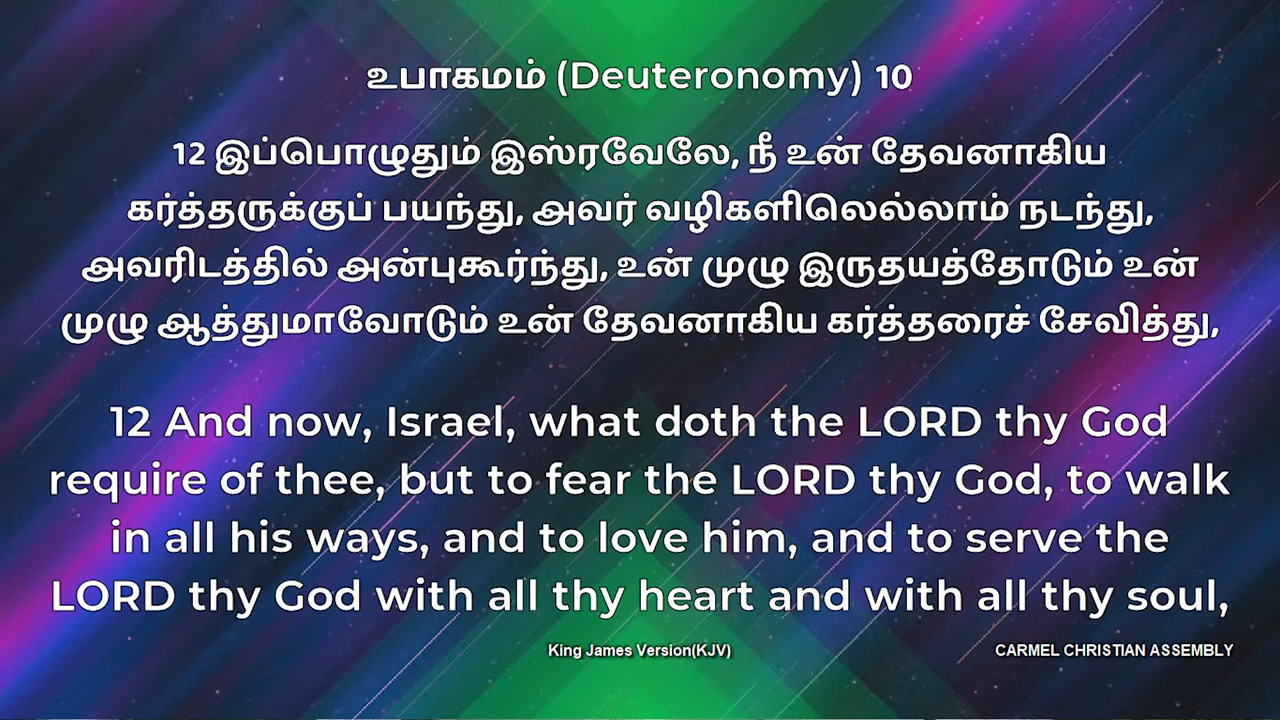 உபாகமம் (Deuteronomy) 10
12 இப்பொழுதும் இஸ்ரவேலே, நீ உன் தேவனாகிய
கர்த்தருக்குப் பயந்து, அவர் வழிகளிலெல்லாம் நடந்து,
அவரிடத்தில் அன்புகூர்ந்து, உன் முழு இருதயத்தோடும் உன்
முழு ஆத்துமாவோடும் உன் தேவனாகிய கர்த்தரைச் சேவித்து,
12 And now, Israel, what doth the LORD thy God
require of thee, but to fear the LORD thy God, to walk
in all his ways, and to love him, and to serve the
LORD thy God with all thy heart and with all thy soul,
King James Version(KJV)
CARMEL CHRISTIAN ASSEMBLY